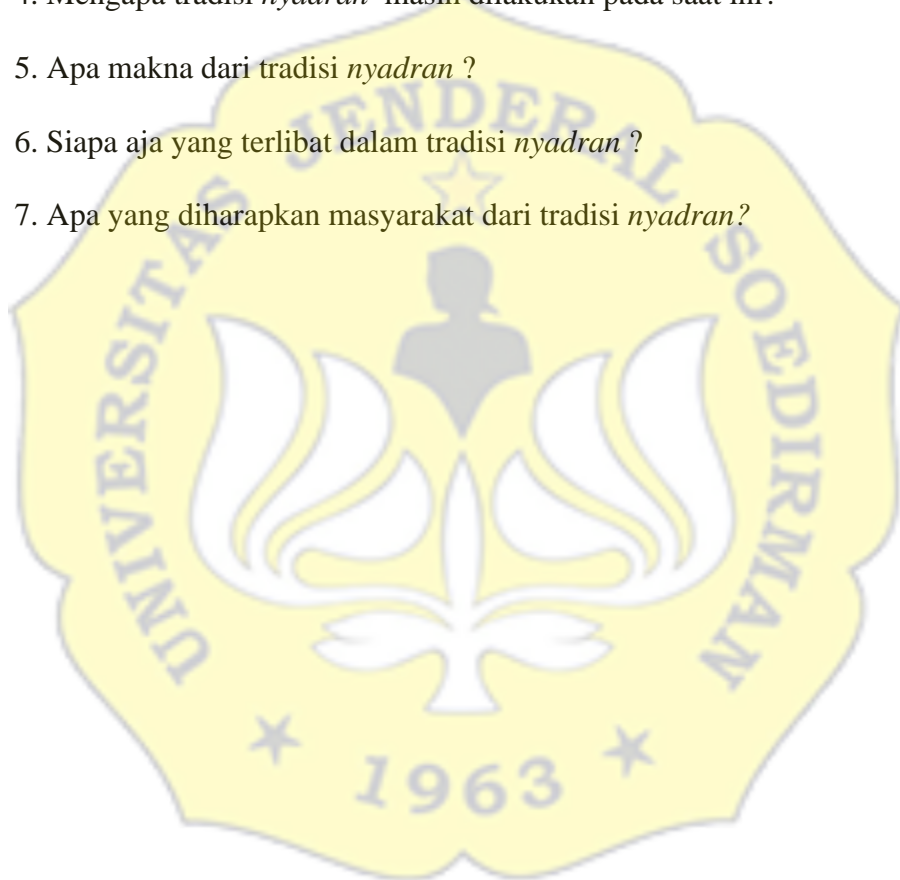 4. Mengapa tradisi nyadran masih dilakukan pada saat ini?
5. Apa makna dari tradisi nyadran ?
6. Siapa aja yang terlibat dalam tradisi nyadran ?
7. Apa yang diharapkan masyarakat dari tradisi nyadran?
UNIVERSITAS JENDERAL SOEDIRMAN
1963